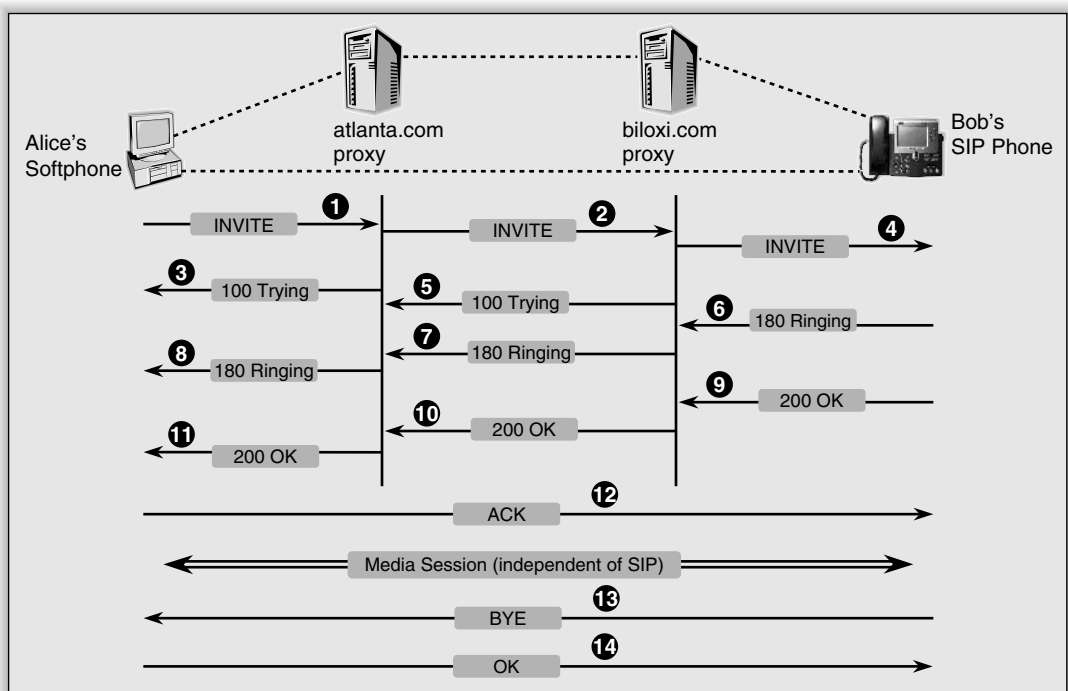 Alice's
Softphone
atlanta.com
proxy
biloxi.com
proxy
Bob's
SIP Phone
INVITE
1
INVITE
2
INVITE
4
3
100 Trying
5
100 Trying
6
180 Ringing
7
180 Ringing
8
180 Ringing
9
200 OK
10
200 OK
11
200 OK
12
ACK
Media Session (independent of SIP)
13
BYE
14
OK